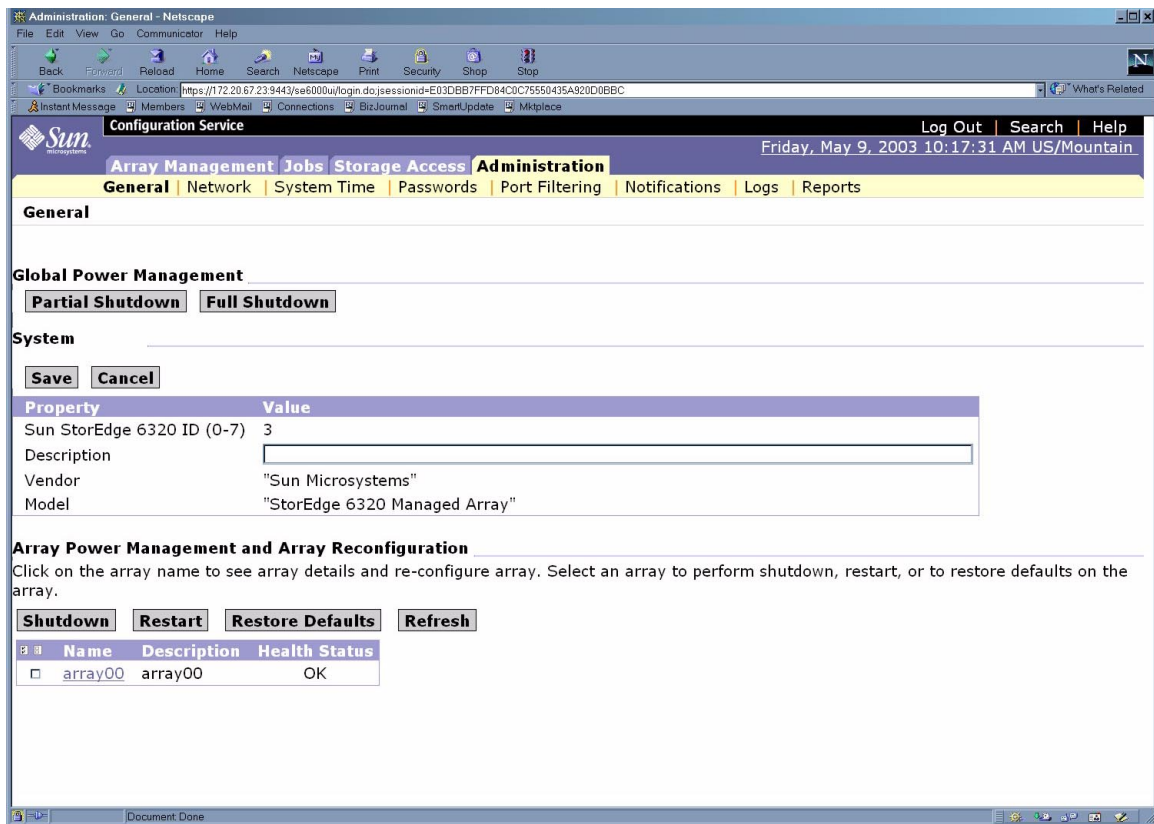 Administration: General - Netscape
File Edit View Go Communicator Help
Back Forward Reload Home Search Netscape Print Security Shop Stop
Bookmarks Location: https://172.20.67.23:9443/se6000ui/login.do;jsessionid=E03DBB7FFD84C0C75550435A920D0BBC What's Related
Instant Message Members WebMail Connections BizJournal SmartUpdate Mktplace
Sun microsystems
Configuration Service
Log Out | Search | Help
Friday, May 9, 2003 10:17:31 AM US/Mountain
Array Management Jobs Storage Access Administration
General | Network | System Time | Passwords | Port Filtering | Notifications | Logs | Reports
General
Global Power Management
Partial Shutdown Full Shutdown
System
Save Cancel
Property Value
Sun StorEdge 6320 ID (0-7) 3
Description
Vendor "Sun Microsystems"
Model "StorEdge 6320 Managed Array"
Array Power Management and Array Reconfiguration
Click on the array name to see array details and re-configure array. Select an array to perform shutdown, restart, or to restore defaults on the
array.
Shutdown Restart Restore Defaults Refresh
Name Description Health Status
array00 array00 OK
Document: Done